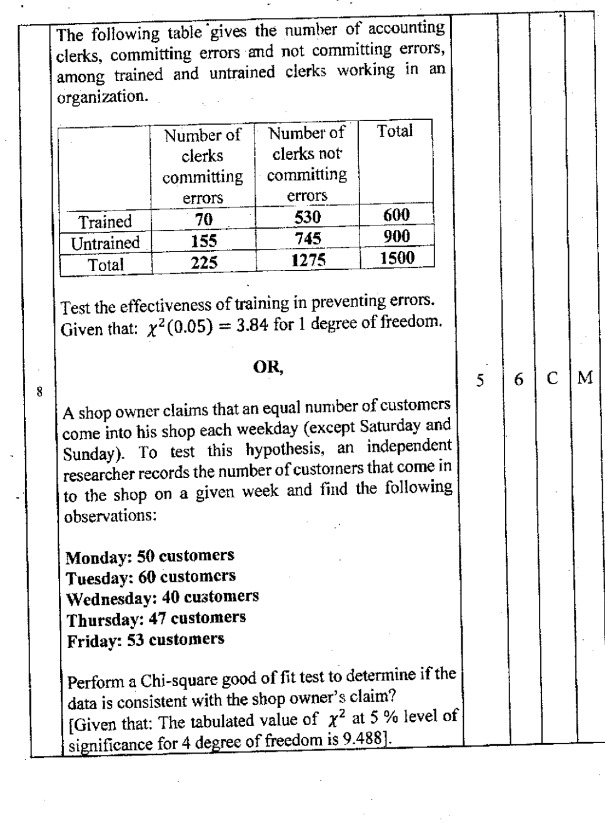 The following table gives the number of accounting
clerks, committing errors and not committing errors,
among trained and untrained clerks working in an
organization.
Number of clerks committing errors | Number of clerks not committing errors | Total
Trained | 70 | 530 | 600
Untrained | 155 | 745 | 900
Total | 225 | 1275 | 1500
Test the effectiveness of training in preventing errors.
Given that: χ²(0.05) = 3.84 for 1 degree of freedom.
OR,
8
5 6 C M
A shop owner claims that an equal number of customers
come into his shop each weekday (except Saturday and
Sunday). To test this hypothesis, an independent
researcher records the number of customers that come in
to the shop on a given week and find the following
observations:
Monday: 50 customers
Tuesday: 60 customers
Wednesday: 40 customers
Thursday: 47 customers
Friday: 53 customers
Perform a Chi-square good of fit test to determine if the
data is consistent with the shop owner's claim?
[Given that: The tabulated value of χ² at 5 % level of
significance for 4 degree of freedom is 9.488].